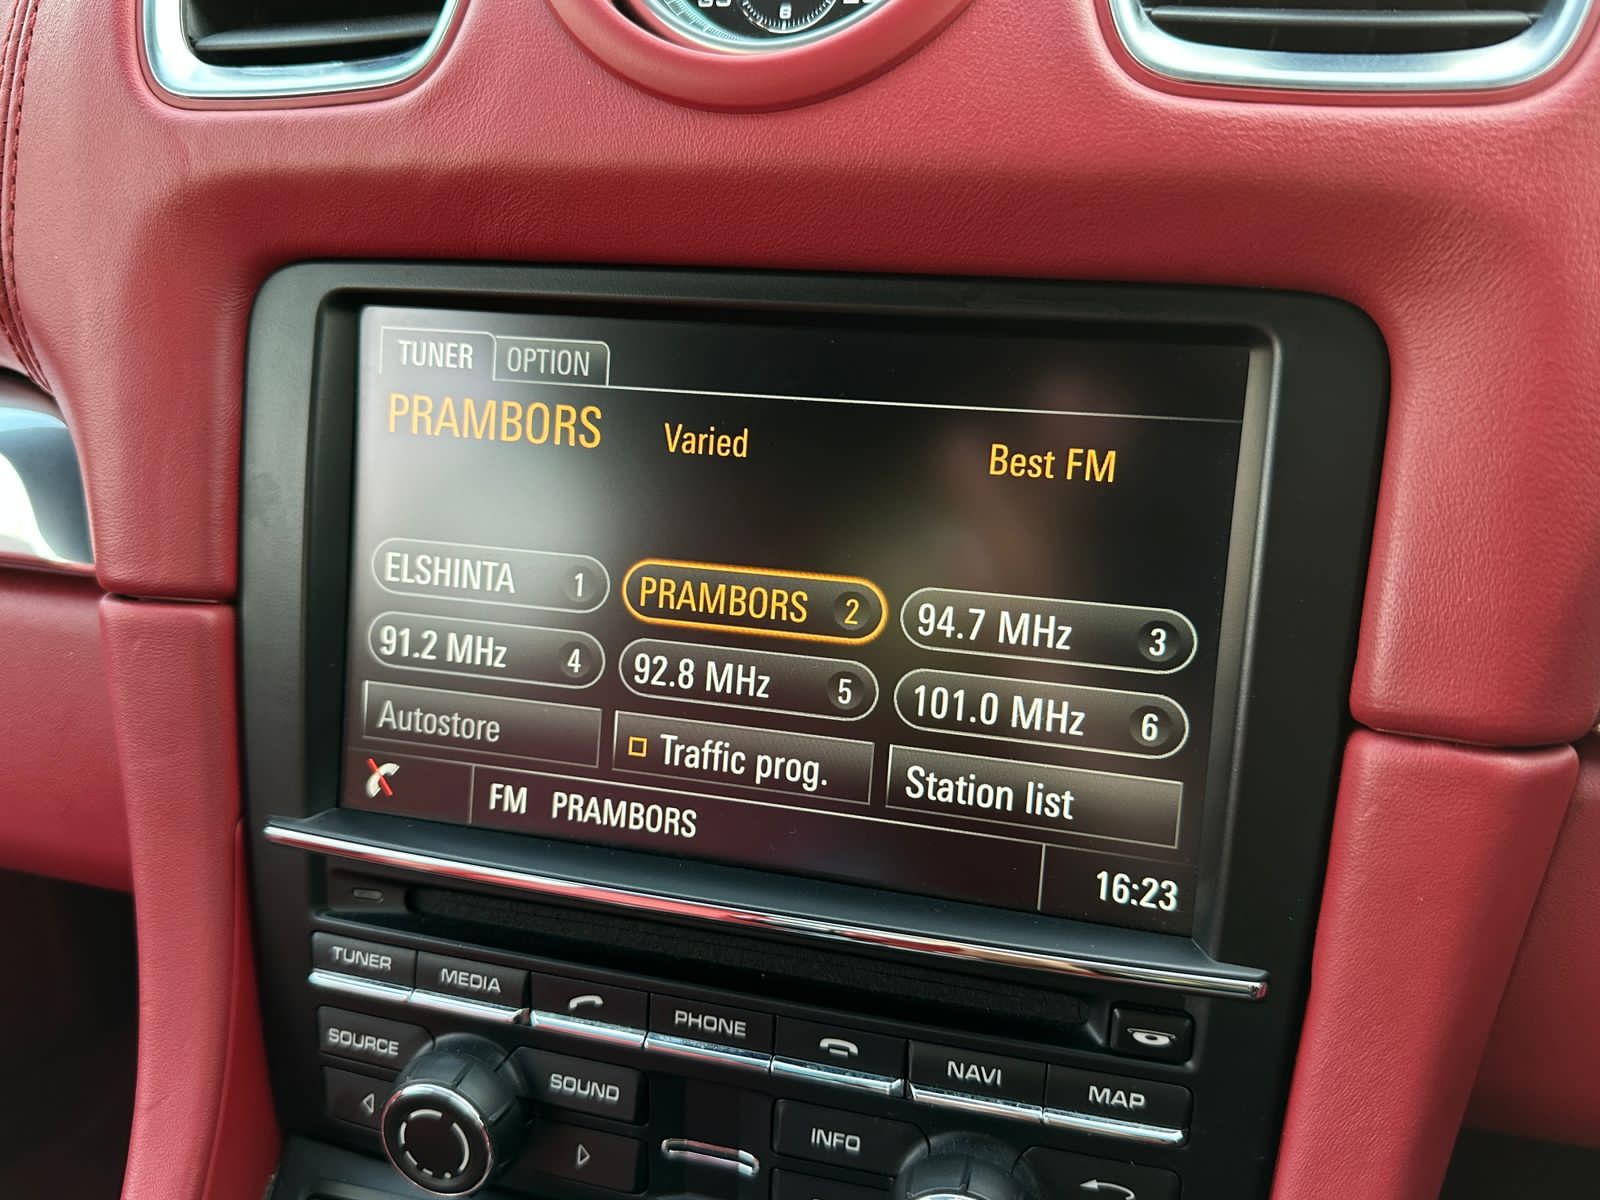 8
TUNER OPTION
PRAMBORS Varied Best FM
ELSHINTA 1 PRAMBORS 2 94.7 MHz 3
91.2 MHz 4 92.8 MHz 5 101.0 MHz 6
Autostore Traffic prog. Station list
FM PRAMBORS
16:23
TUNER MEDIA PHONE NAVI MAP
SOURCE SOUND INFO